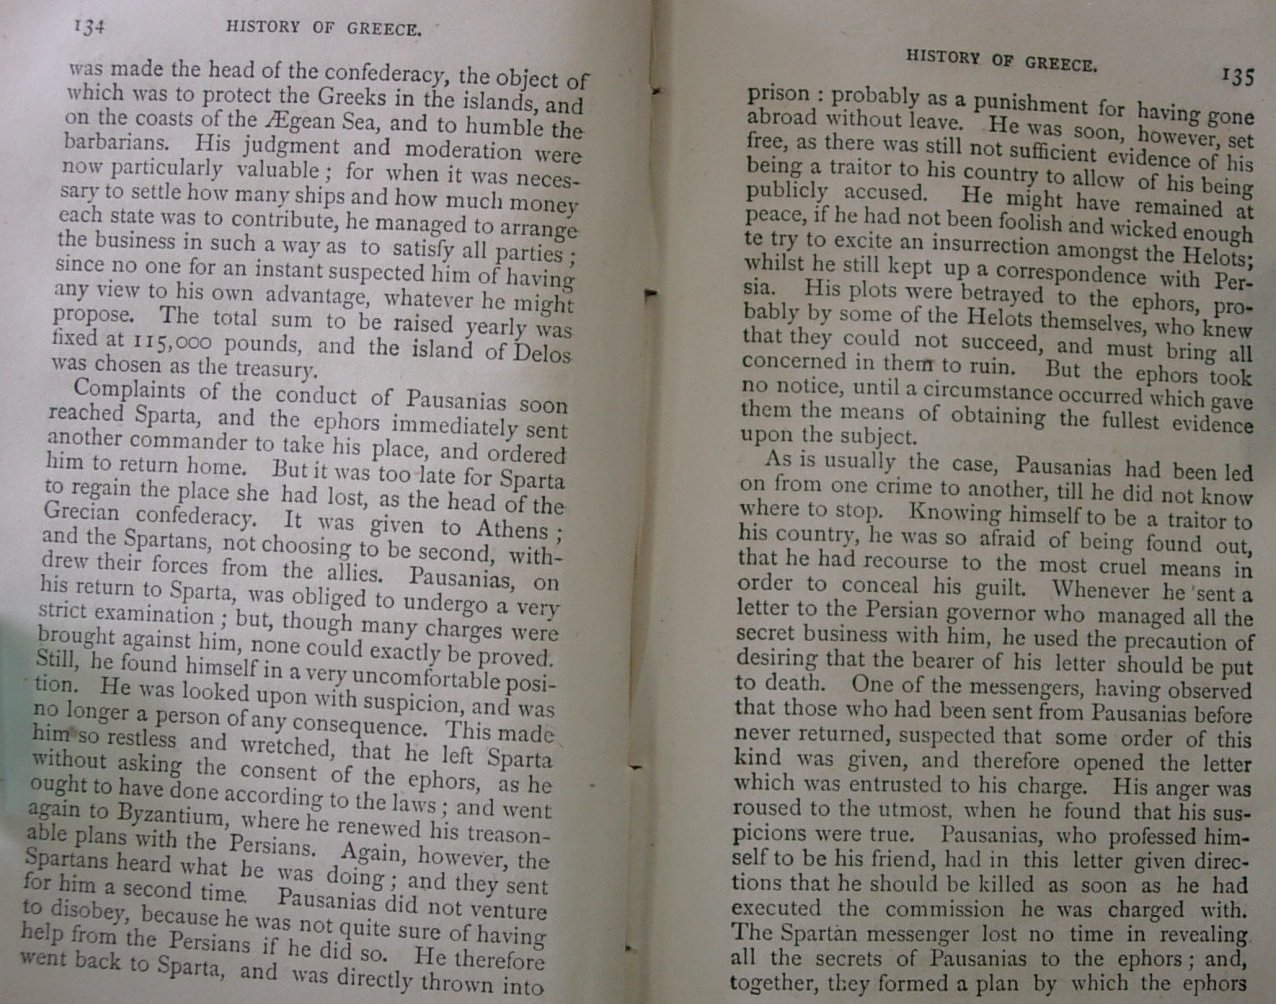 134
HISTORY OF GREECE.
was made the head of the confederacy, the object of
which was to protect the Greeks in the islands, and
on the coasts of the Ægean Sea, and to humble the
barbarians. His judgment and moderation were
now particularly valuable ; for when it was neces-
sary to settle how many ships and how much money
each state was to contribute, he managed to arrange
the business in such a way as to satisfy all parties ;
since no one for an instant suspected him of having
any view to his own advantage, whatever he might
propose. The total sum to be raised yearly was
fixed at 115,000 pounds, and the island of Delos
was chosen as the treasury.
Complaints of the conduct of Pausanias soon
reached Sparta, and the ephors immediately sent
another commander to take his place, and ordered
him to return home. But it was too late for Sparta
to regain the place she had lost, as the head of the
Grecian confederacy. It was given to Athens ;
and the Spartans, not choosing to be second, with-
drew their forces from the allies. Pausanias, on
his return to Sparta, was obliged to undergo a very
strict examination ; but, though many charges were
brought against him, none could exactly be proved.
Still, he found himself in a very uncomfortable posi-
tion. He was looked upon with suspicion, and was
no longer a person of any consequence. This made
him so restless and wretched, that he left Sparta
without asking the consent of the ephors, as he
ought to have done according to the laws ; and went
again to Byzantium, where he renewed his treason-
able plans with the Persians. Again, however, the
Spartans heard what he was doing ; and they sent
for him a second time. Pausanias did not venture
to disobey, because he was not quite sure of having
help from the Persians if he did so. He therefore
went back to Sparta, and was directly thrown into
HISTORY OF GREECE.
135
prison : probably as a punishment for having gone
abroad without leave. He was soon, however, set
free, as there was still not sufficient evidence of his
being a traitor to his country to allow of his being
publicly accused. He might have remained at
peace, if he had not been foolish and wicked enough
te try to excite an insurrection amongst the Helots;
whilst he still kept up a correspondence with Per-
sia. His plots were betrayed to the ephors, pro-
bably by some of the Helots themselves, who knew
that they could not succeed, and must bring all
concerned in them to ruin. But the ephors took
no notice, until a circumstance occurred which gave
them the means of obtaining the fullest evidence
upon the subject.
As is usually the case, Pausanias had been led
on from one crime to another, till he did not know
where to stop. Knowing himself to be a traitor to
his country, he was so afraid of being found out,
that he had recourse to the most cruel means in
order to conceal his guilt. Whenever he sent a
letter to the Persian governor who managed all the
secret business with him, he used the precaution of
desiring that the bearer of his letter should be put
to death. One of the messengers, having observed
that those who had been sent from Pausanias before
never returned, suspected that some order of this
kind was given, and therefore opened the letter
which was entrusted to his charge. His anger was
roused to the utmost, when he found that his sus-
picions were true. Pausanias, who professed him-
self to be his friend, had in this letter given direc-
tions that he should be killed as soon as he had
executed the commission he was charged with.
The Spartan messenger lost no time in revealing
all the secrets of Pausanias to the ephors ; and,
together, they formed a plan by which the ephors